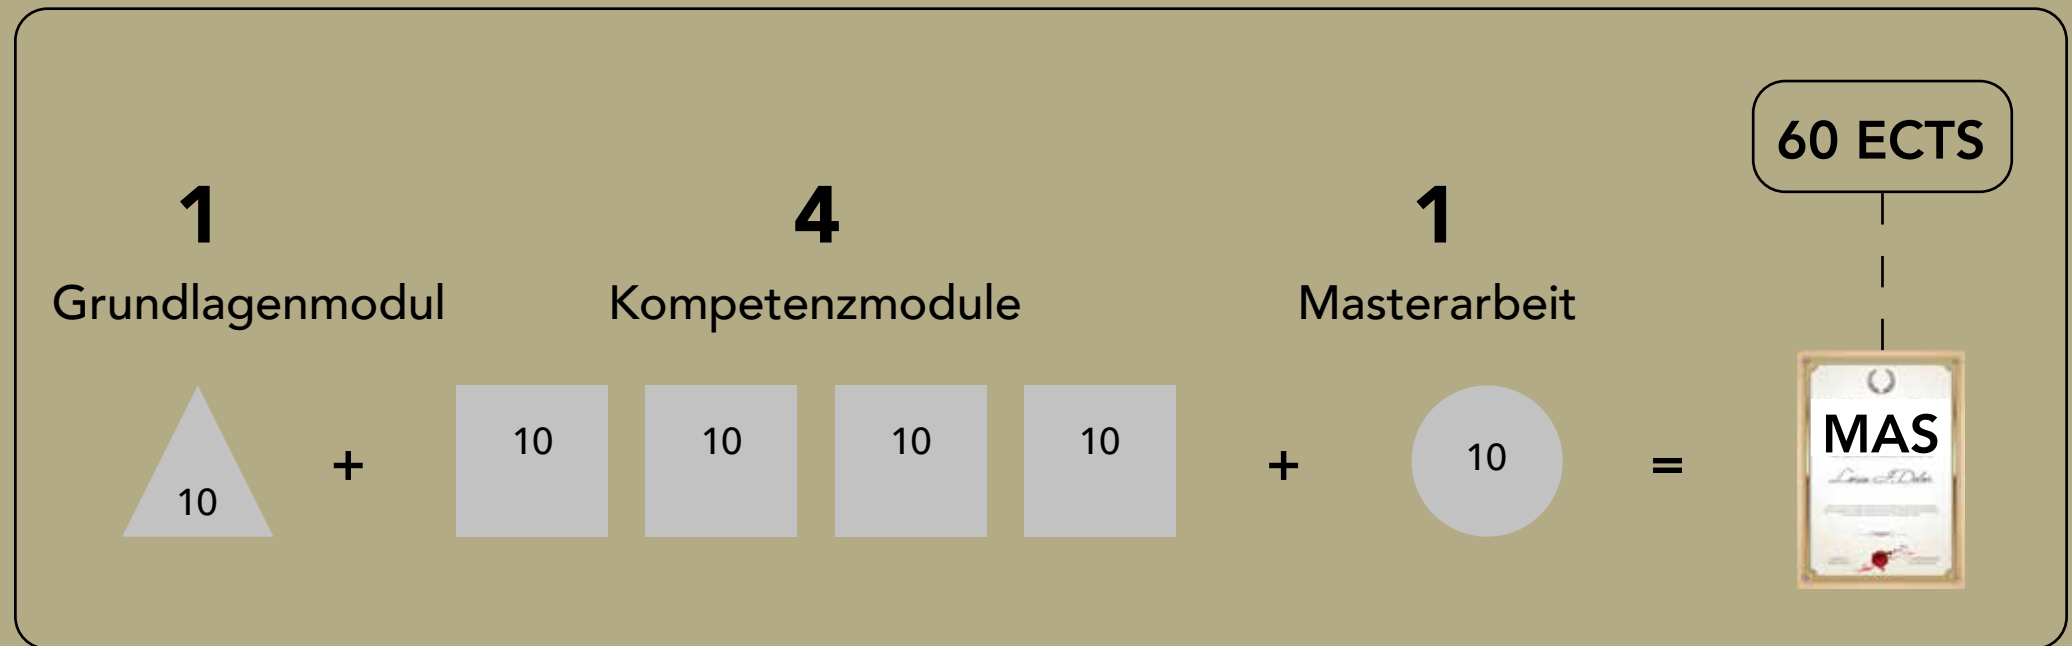 60 ECTS
1
4
1
Grundlagenmodul
Kompetenzmodule
Masterarbeit
10
+
10
10
10
10
+
10
=
MAS